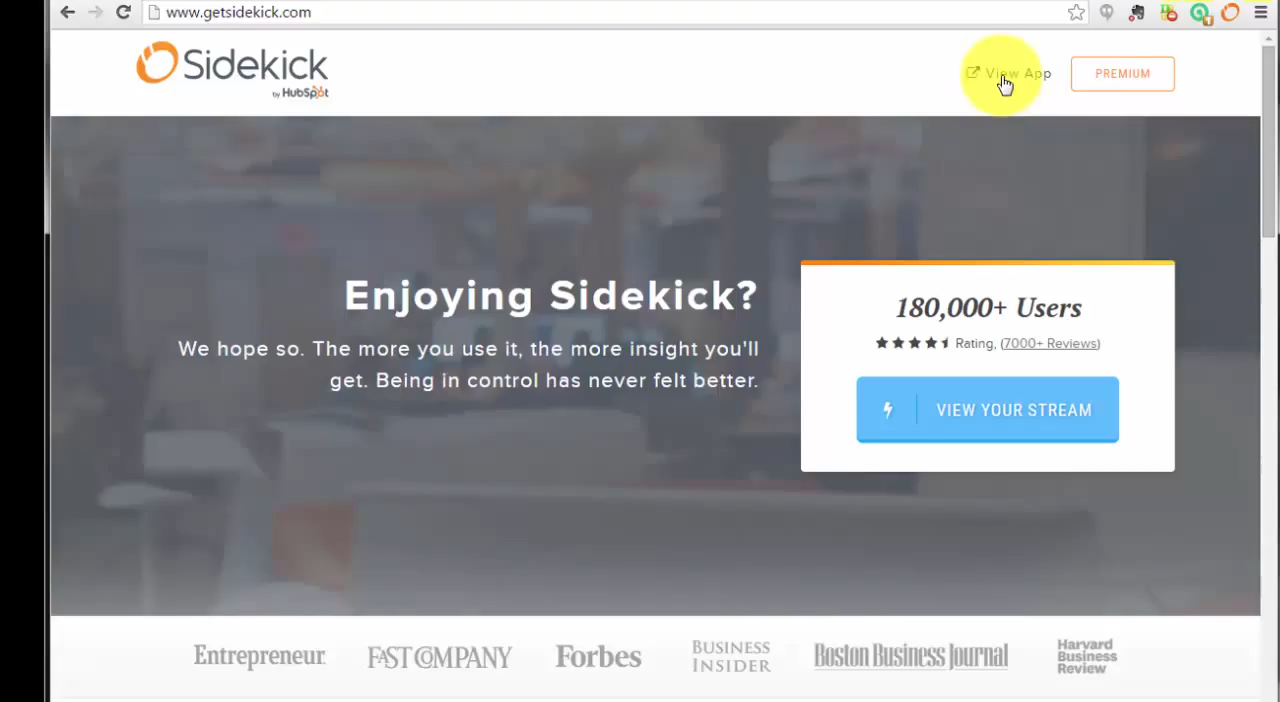 www.getsidekick.com
Sidekick
by HubSpot
View App
PREMIUM
Enjoying Sidekick?
We hope so. The more you use it, the more insight you'll
get. Being in control has never felt better.
180,000+ Users
Rating, (7000+ Reviews)
VIEW YOUR STREAM
Entrepreneur
FAST COMPANY
Forbes
BUSINESS
INSIDER
Boston Business Journal
Harvard
Business
Review